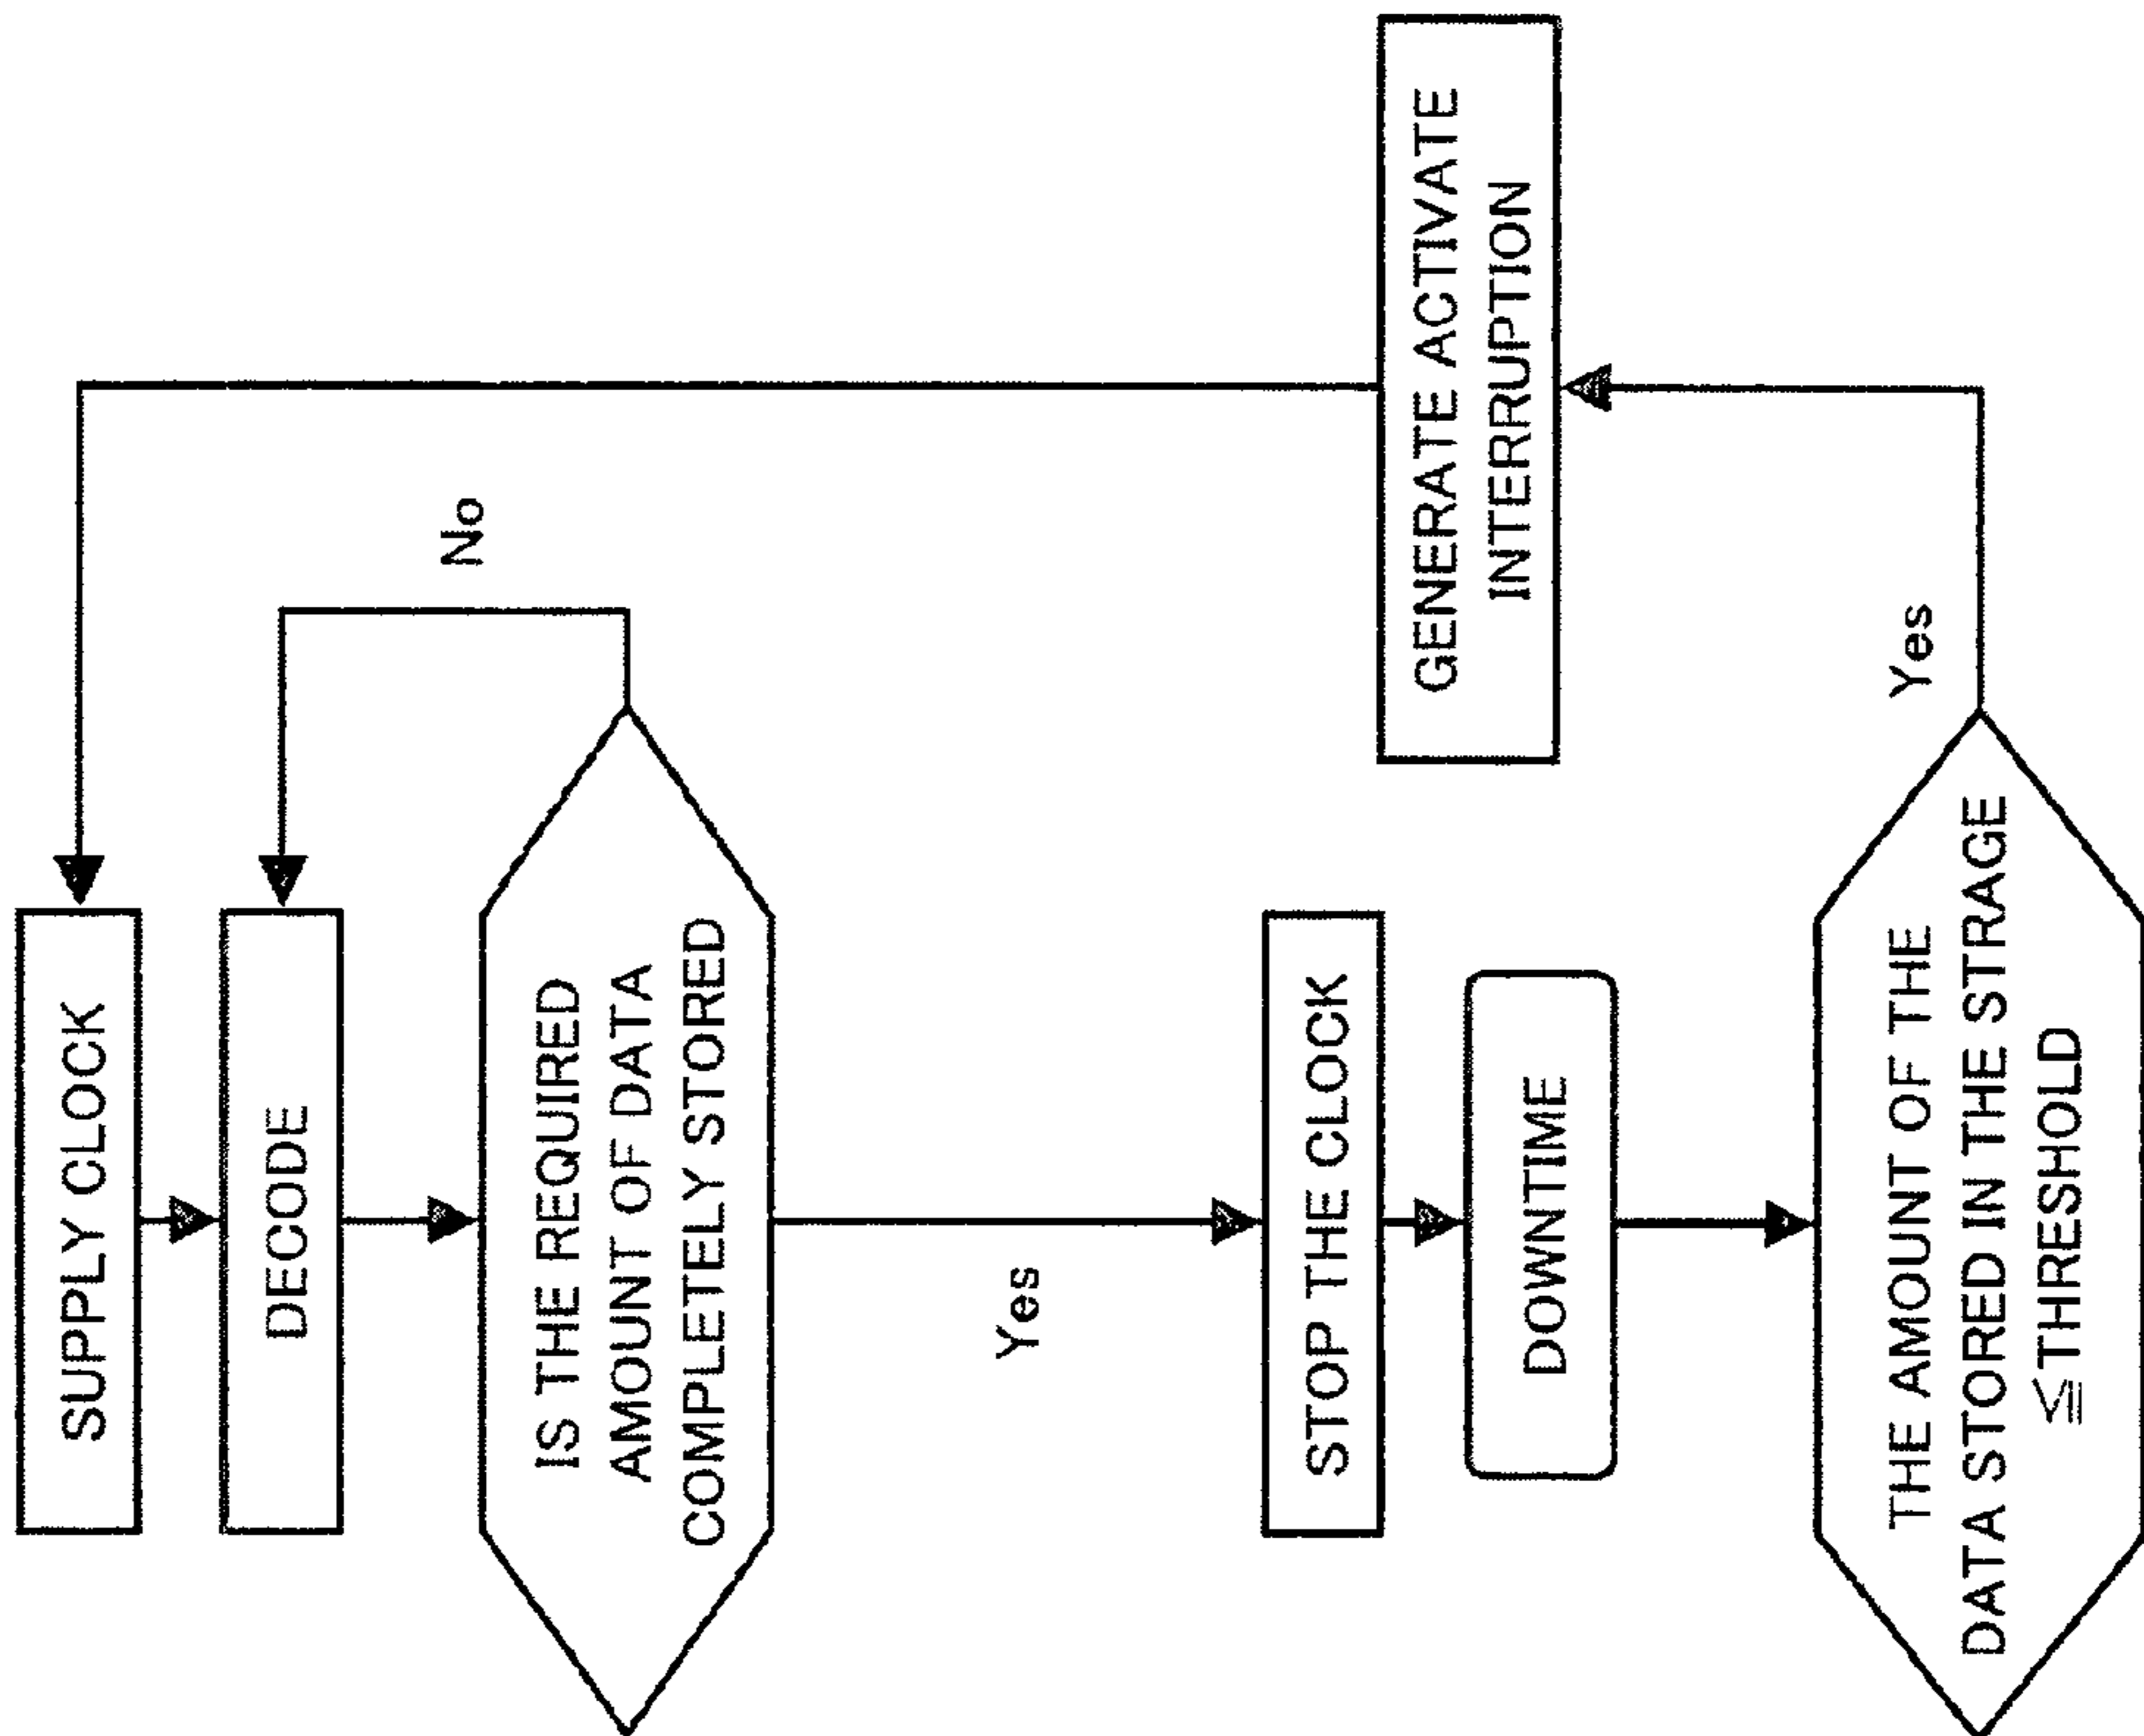 SUPPLY CLOCK
DECODE
No
IS THE REQUIRED
AMOUNT OF DATA
COMPLETELY STORED
Yes
STOP THE CLOCK
DOWNTIME
THE AMOUNT OF THE
DATA STORED IN THE STRAGE
≦THRESHOLD
Yes
GENERATE ACTIVATE
INTERRUPTION